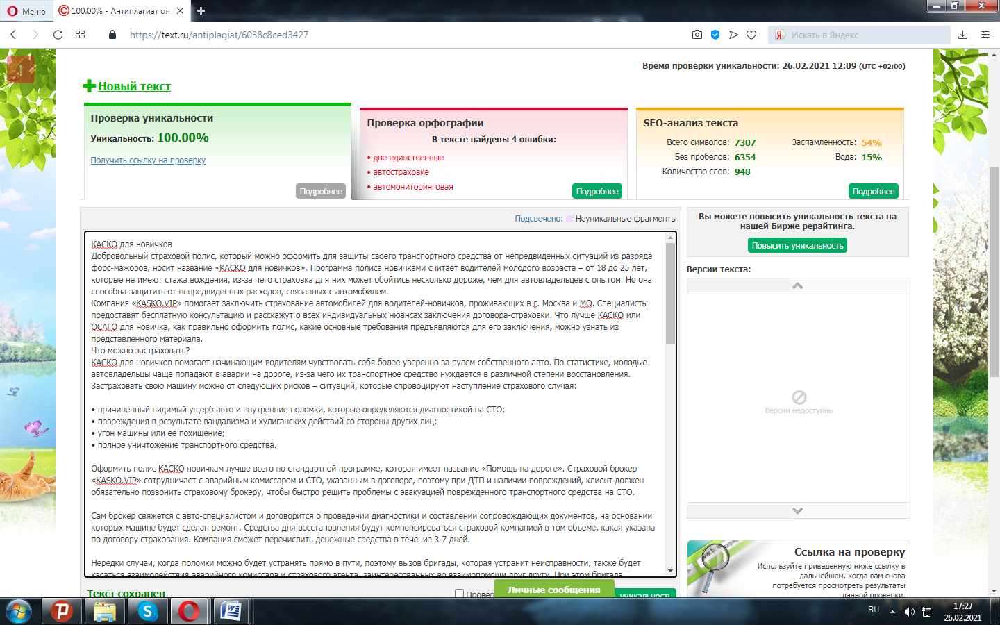 Меню
100.00% - Антиплагиат он
https://text.ru/antiplagiat/6038c8ced3427
Искать в Яндекс
Время проверки уникальности: 26.02.2021 12:09 (UTC +02:00)
Новый текст
Проверка уникальности
Уникальность: 100.00%
Получить ссылку на проверку
Подробнее
Проверка орфографии
В тексте найдены 4 ошибки:
• две единственные
• автостраховке
• автомониторинговая
Подробнее
SEO-анализ текста
Всего символов: 7307
Без пробелов: 6354
Количество слов: 948
Заспамленность: 54%
Вода: 15%
Подробнее
Подсвечено: Неуникальные фрагменты
КАСКО для новичков
Добровольный страховой полис, который можно оформить для защиты своего транспортного средства от непредвиденных ситуаций из разряда
форс-мажоров, носит название «КАСКО для новичков». Программа полиса новичками считает водителей молодого возраста – от 18 до 25 лет,
которые не имеют стажа вождения, из-за чего страховка для них может обойтись несколько дороже, чем для автовладельцев с опытом. Но она
способна защитить от непредвиденных расходов, связанных с автомобилем.
Компания «KASKO.VIP» помогает заключить страхование автомобилей для водителей-новичков, проживающих в г. Москва и МО. Специалисты
предоставят бесплатную консультацию и расскажут о всех индивидуальных нюансах заключения договора-страховки. Что лучше КАСКО или
ОСАГО для новичка, как правильно оформить полис, какие основные требования предъявляются для его заключения, можно узнать из
представленного материала.
Что можно застраховать?
КАСКО для новичков помогает начинающим водителям чувствовать себя более уверенно за рулем собственного авто. По статистике, молодые
автовладельцы чаще попадают в аварии на дороге, из-за чего их транспортное средство нуждается в различной степени восстановления.
Застраховать свою машину можно от следующих рисков – ситуаций, которые спровоцируют наступление страхового случая:
• причиненный видимый ущерб авто и внутренние поломки, которые определяются диагностикой на СТО;
• повреждения в результате вандализма и хулиганских действий со стороны других лиц;
• угон машины или ее похищение;
• полное уничтожение транспортного средства.
Оформить полис КАСКО новичкам лучше всего по стандартной программе, которая имеет название «Помощь на дороге». Страховой брокер
«KASKO.VIP» сотрудничает с аварийным комиссаром и СТО, указанным в договоре, поэтому при ДТП и наличии повреждений, клиент должен
обязательно позвонить страховому брокеру, чтобы быстро решить проблемы с эвакуацией поврежденного транспортного средства на СТО.
Сам брокер свяжется с авто-специалистом и договорится о проведении диагностики и составлении сопровождающих документов, на основании
которых машине будет сделан ремонт. Средства для восстановления будут компенсироваться страховой компанией в том объеме, какая указана
по договору страхования. Компания сможет перечислить денежные средства в течение 3-7 дней.
Нередки случаи, когда поломки можно будет устранять прямо в пути, поэтому вызов бригады, которая устранит неисправности, также будет
касаться взаимодействия аварийного комиссара и страхового агента, заинтересованных во взаимопомощи друг другу. При этом бригада
Вы можете повысить уникальность текста на
нашей Бирже рерайтинга.
Повысить уникальность
Версии текста:
Версии недоступны
Ссылка на проверку
Используйте приведенную ниже ссылку в
дальнейшем, когда вам снова
потребуется просмотреть результаты
данной проверки.
Текст сохранен
Личные сообщения
уникальность
RU
17:27
26.02.2021